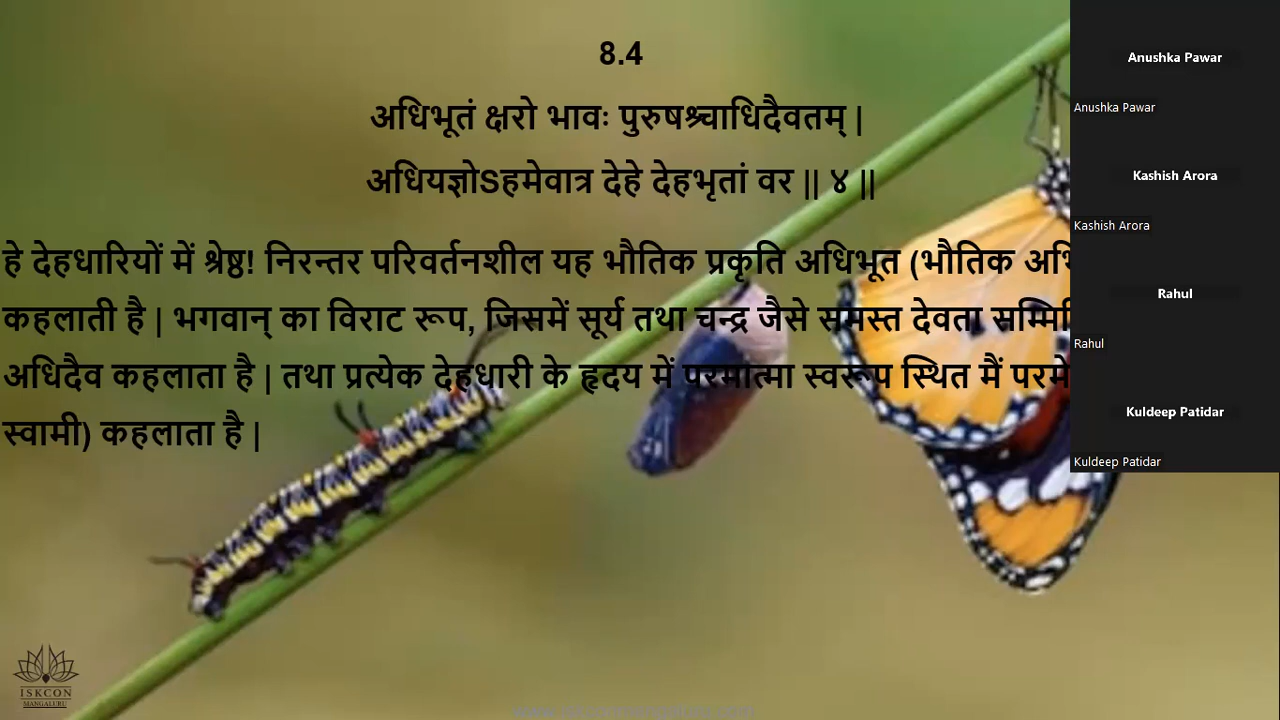 8.4
अधिभूतं क्षरो भावः पुरुषश्र्चाधिदैवतम् |
अधियज्ञोSहमेवात्र देहे देहभृतां वर || ४ ||
हे देहधारियों में श्रेष्ठ! निरन्तर परिवर्तनशील यह भौतिक प्रकृति अधिभूत (भौतिक
कहलाती है | भगवान् का विराट रूप, जिसमें सूर्य तथा चन्द्र जैसे समस्त देवता
अधिदैव कहलाता है | तथा प्रत्येक देहधारी के हृदय में परमात्मा स्वरूप स्थित मैं
स्वामी) कहलाता है |
Anushka Pawar
Anushka Pawar
Kashish Arora
Kashish Arora
Rahul
Rahul
Kuldeep Patidar
Kuldeep Patidar
ISKCON
MANGALURU